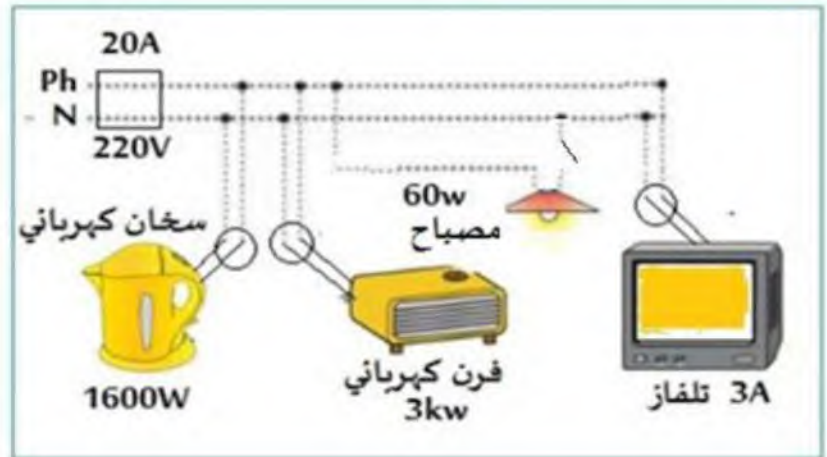 20A
Ph
N
220V
سخان كهربائي
1600W
60w
مصباح
فرن كهربائي
3kw
تلفاز 3A